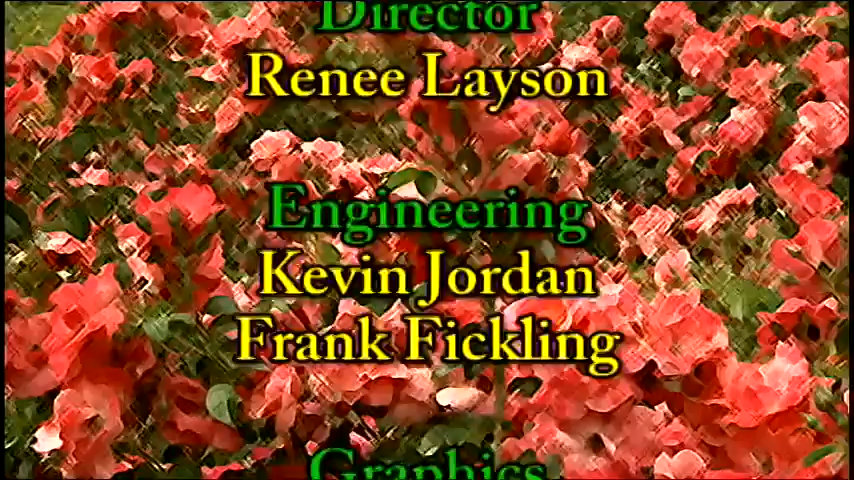 Director
Renee Layson
Engineering
Kevin Jordan
Frank Fickling
Graphics